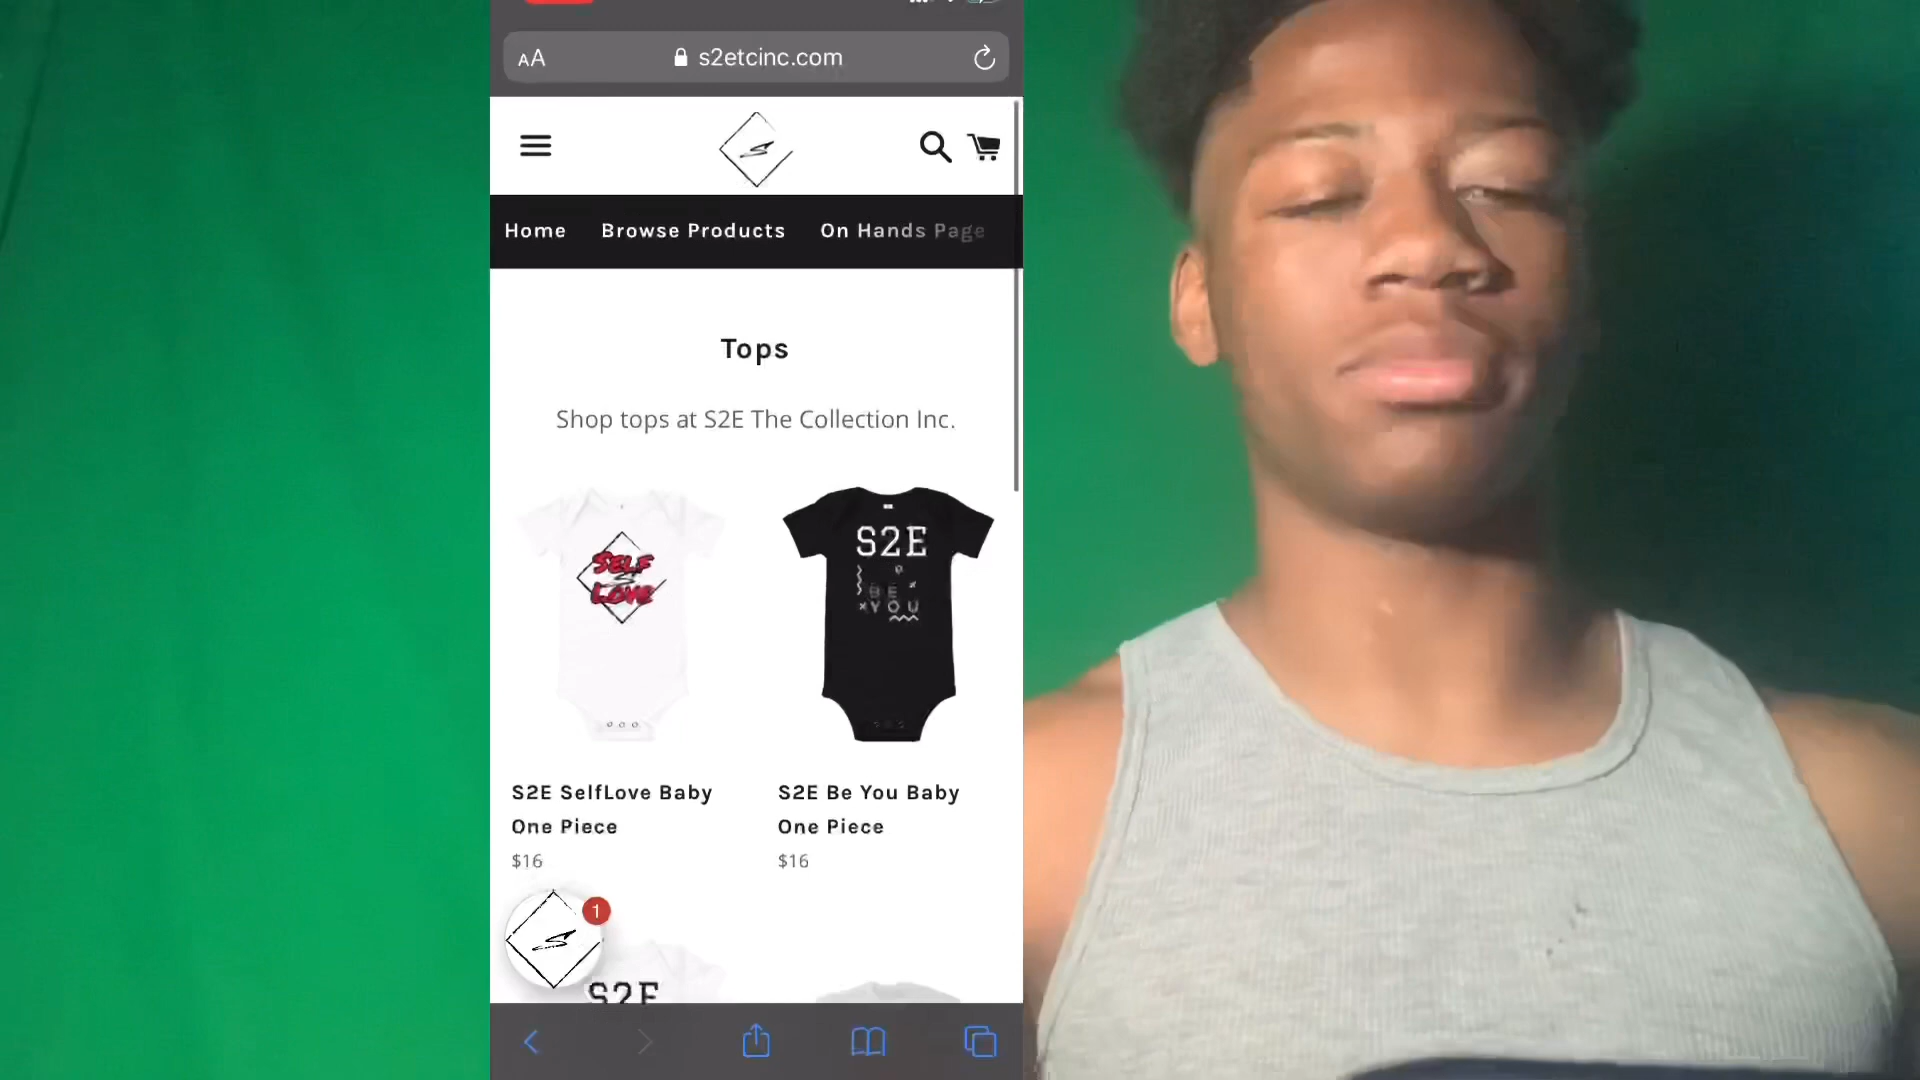 AA
s2etcinc.com
Home Browse Products On Hands Page
Tops
Shop tops at S2E The Collection Inc.
SELF
LOVE
S2E
BE
YOU
S2E SelfLove Baby
One Piece
$16
S2E Be You Baby
One Piece
$16
1
S2E